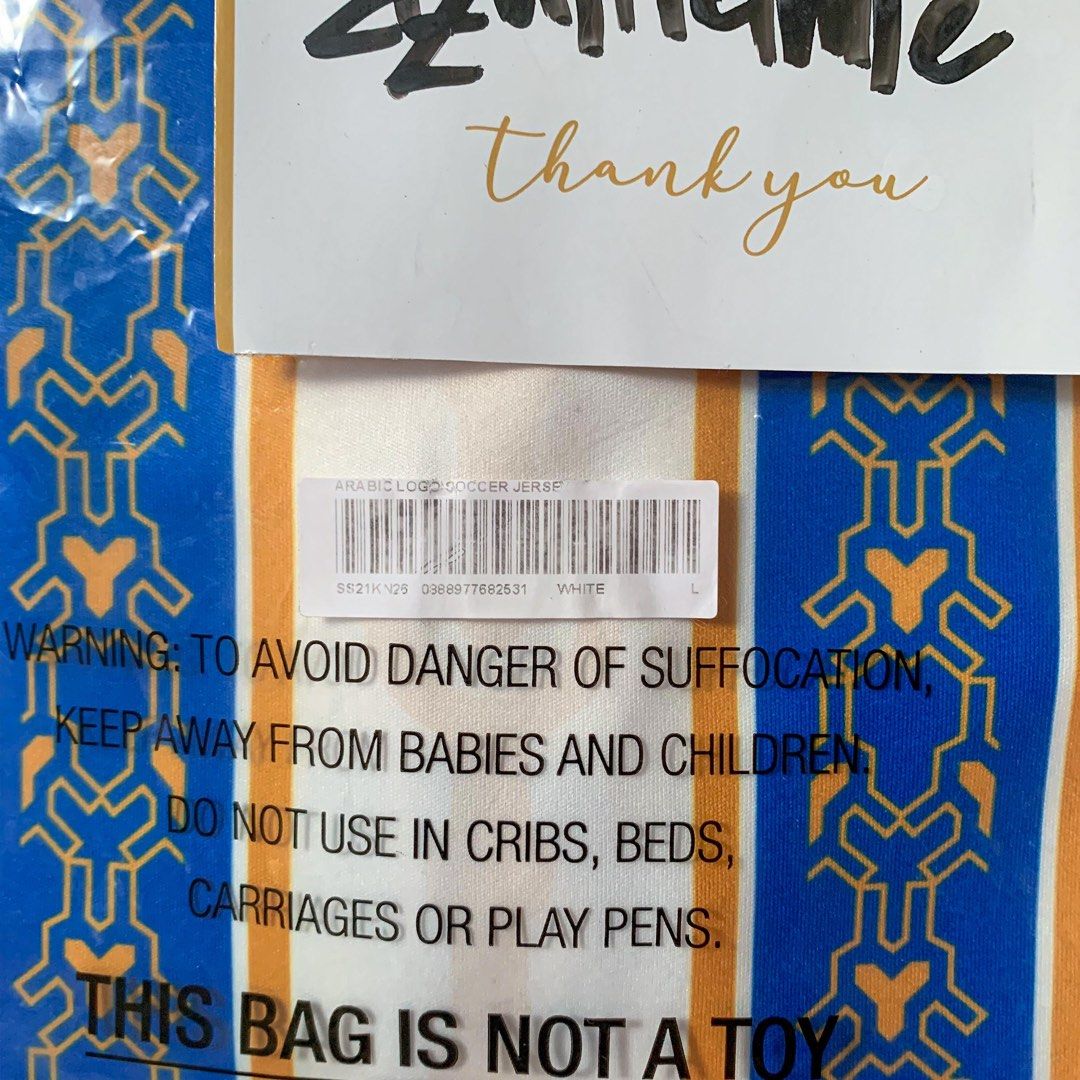 thank you
ARABIC LOGO SOCCER JERSEY
SS21KN26 0388977682531 WHITE L
WARNING: TO AVOID DANGER OF SUFFOCATION,
KEEP AWAY FROM BABIES AND CHILDREN.
DO NOT USE IN CRIBS, BEDS,
CARRIAGES OR PLAY PENS.
THIS BAG IS NOT A TOY